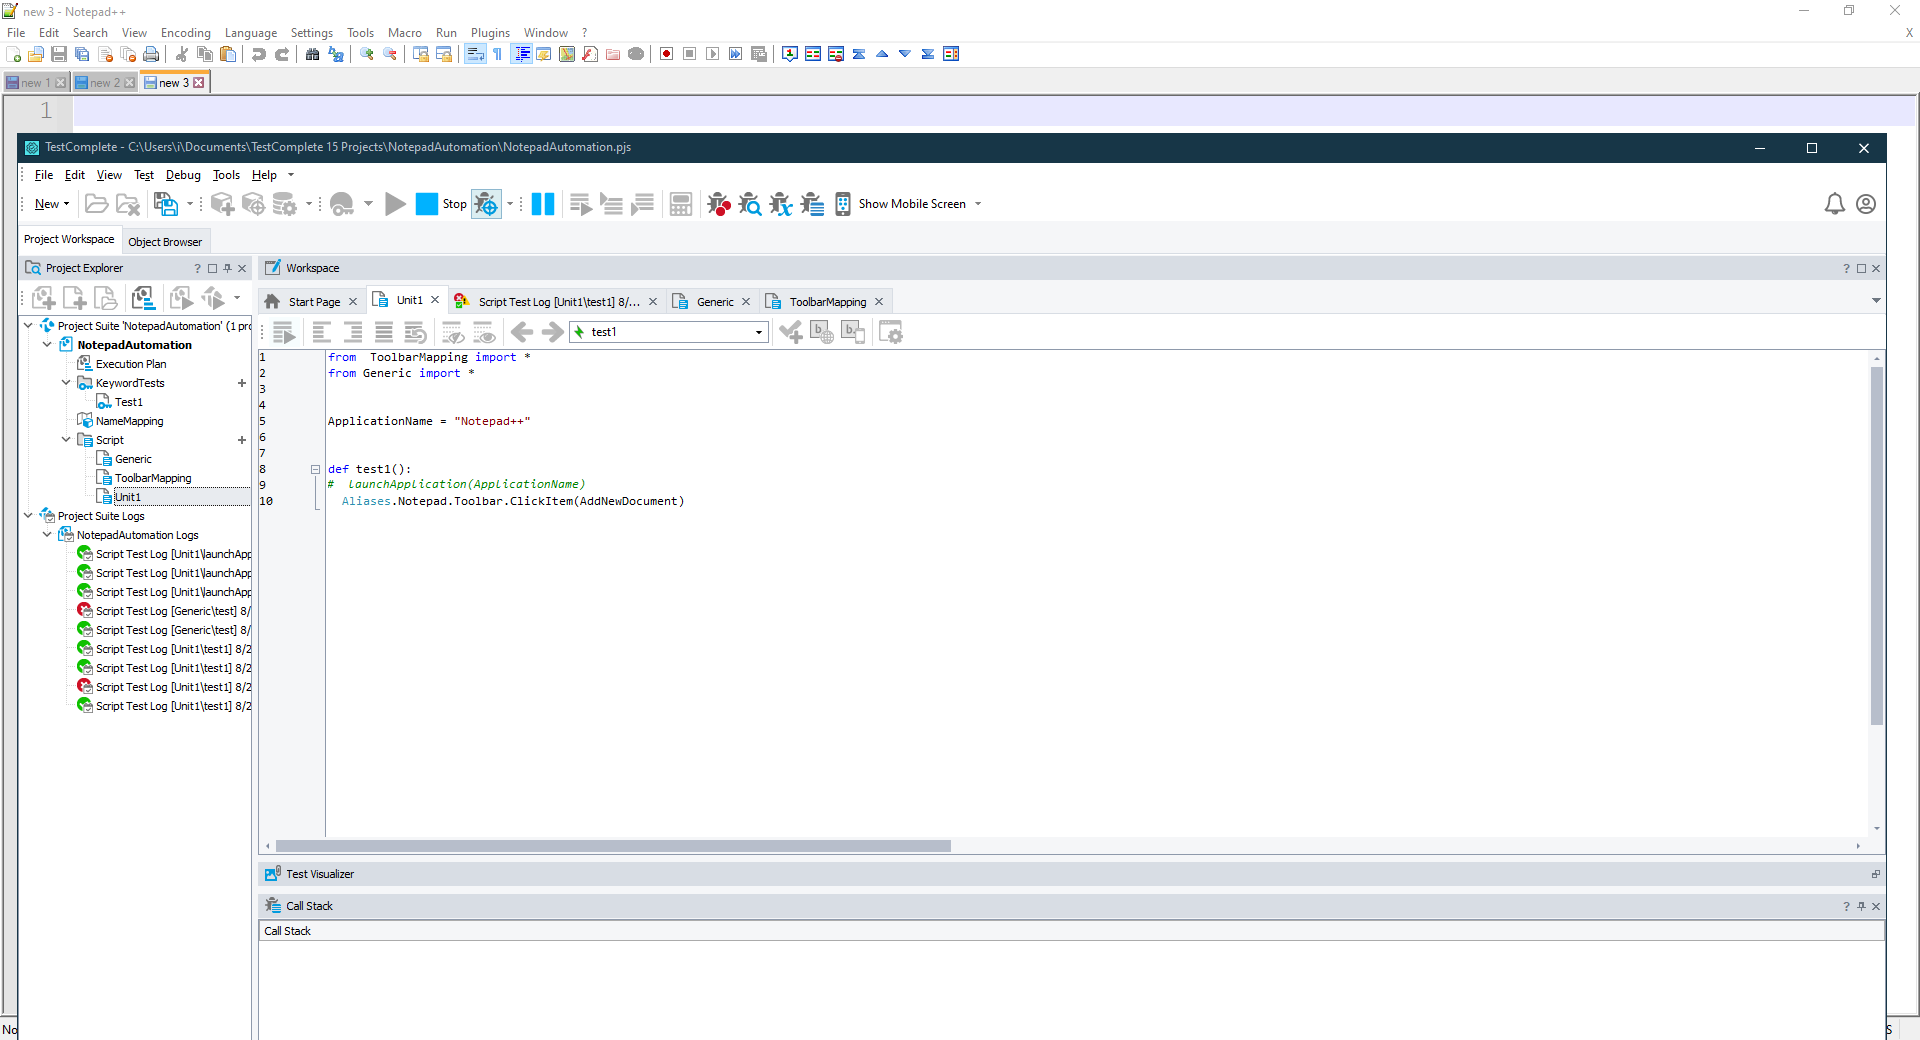 new 3 - Notepad++
File Edit Search View Encoding Language Settings Tools Macro Run Plugins Window ? X
new 1 new 2 new 3
1
TestComplete - C:\Users\i\Documents\TestComplete 15 Projects\NotepadAutomation\NotepadAutomation.pjs
File Edit View Test Debug Tools Help
New Stop Show Mobile Screen
Project Workspace Object Browser
Project Explorer ?
Workspace ?
Start Page Unit1 Script Test Log [Unit1\test1] 8/... Generic ToolbarMapping
test1
Project Suite 'NotepadAutomation' (1 pro
NotepadAutomation
Execution Plan
KeywordTests
Test1
NameMapping
Script
Generic
ToolbarMapping
Unit1
Project Suite Logs
NotepadAutomation Logs
Script Test Log [Unit1\launchApp
Script Test Log [Unit1\launchApp
Script Test Log [Unit1\launchApp
Script Test Log [Generic\test] 8/
Script Test Log [Generic\test] 8/
Script Test Log [Unit1\test1] 8/2
Script Test Log [Unit1\test1] 8/2
Script Test Log [Unit1\test1] 8/2
Script Test Log [Unit1\test1] 8/2
1 from  ToolbarMapping import *
2 from Generic import *
3
4
5 ApplicationName = "Notepad++"
6
7
8 def test1():
9 #  launchApplication(ApplicationName)
10   Aliases.Notepad.Toolbar.ClickItem(AddNewDocument)
Test Visualizer
Call Stack ?
Call Stack
No
S